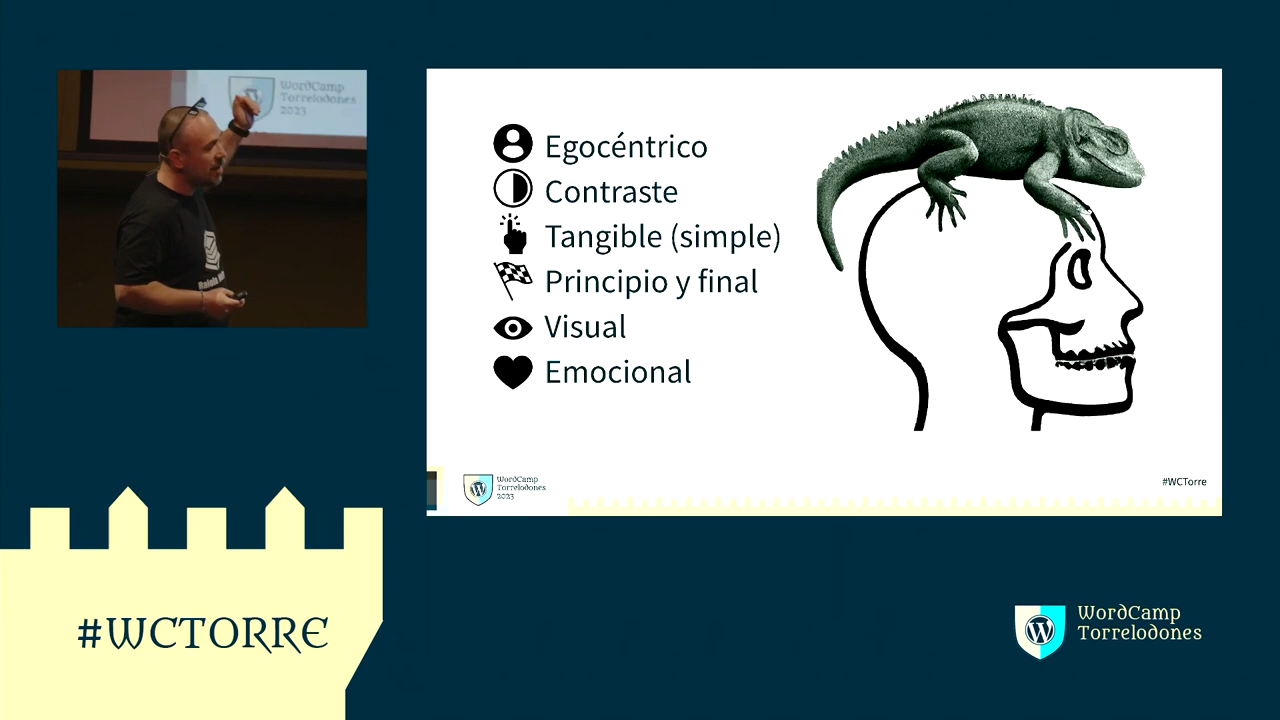 WordCamp
Torrelodones
2023
Egocéntrico
Contraste
Tangible (simple)
Principio y final
Visual
Emocional
WordCamp
Torrelodones
2023
#WCTorre
#WCTORRE
WordCamp
Torrelodones